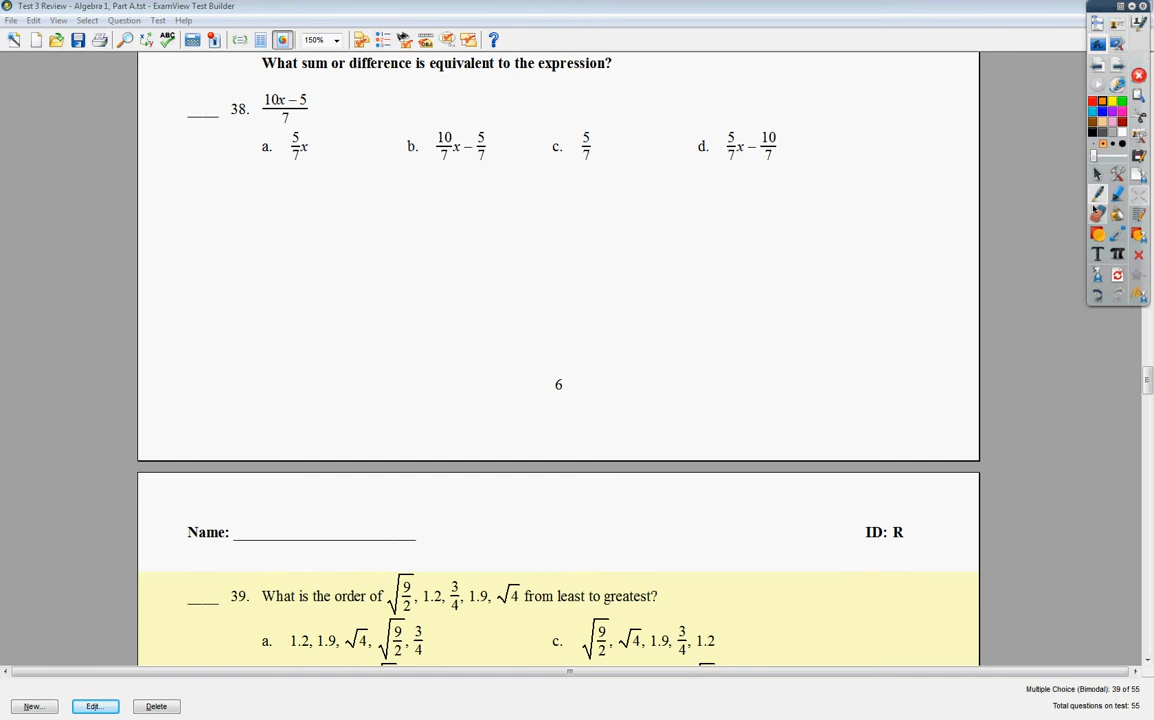 Test 3 Review - Algebra 1, Part A.tst - ExamView Test Builder
File Edit View Select Question Test Help
150%
What sum or difference is equivalent to the expression?
____ 38. (10x – 5)/7
a. 5/7 x b. 10/7 x – 5/7 c. 5/7 d. 5/7 x – 10/7
6
Name: ________________________ ID: R
____ 39. What is the order of √(9/2), 1.2, 3/4, 1.9, √4 from least to greatest?
a. 1.2, 1.9, √4, √(9/2), 3/4 c. √(9/2), √4, 1.9, 3/4, 1.2
Multiple Choice (Bimodal): 39 of 55
New... Edit... Delete Total questions on test: 55